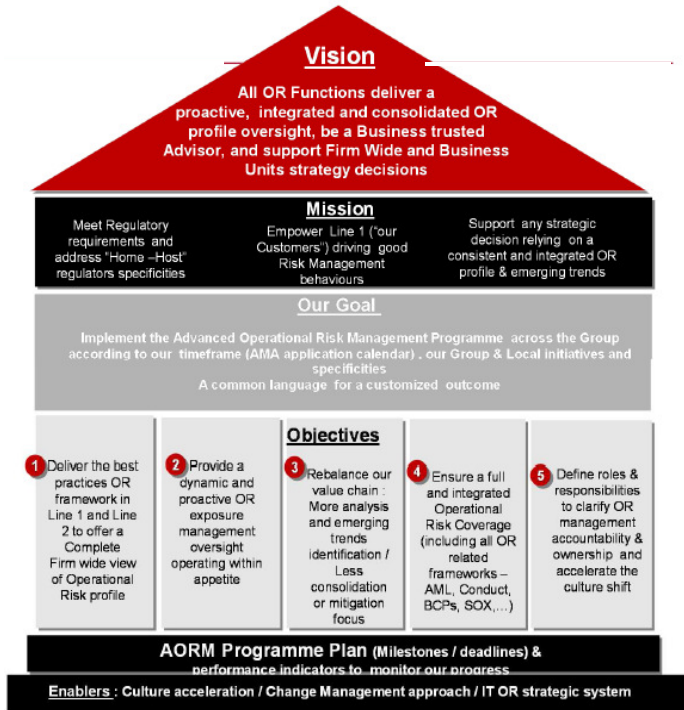 Vision
All OR Functions deliver a
proactive, integrated and consolidated OR
profile oversight, be a Business trusted
Advisor, and support Firm Wide and Business
Units strategy decisions
Mission
Meet Regulatory
requirements and
address "Home –Host"
regulators specificities
Empower Line 1 ("our
Customers") driving good
Risk Management
behaviours
Support any strategic
decision relying on a
consistent and integrated OR
profile & emerging trends
Our Goal
Implement the Advanced Operational Risk Management Programme across the Group
according to our timeframe (AMA application calendar) , our Group & Local initiatives and
specificities
A common language for a customized outcome
Objectives
1 Deliver the best
practices OR
framework in
Line 1 and Line
2 to offer a
Complete
Firm wide view
of Operational
Risk profile
2 Provide a
dynamic and
proactive OR
exposure
management
oversight
operating within
appetite
3
Rebalance our
value chain :
More analysis
and emerging
trends
identification /
Less
consolidation
or mitigation
focus
4
Ensure a full
and integrated
Operational
Risk Coverage
(including all OR
related
frameworks –
AML, Conduct,
BCPs, SOX,...)
5 Define roles &
responsibilities
to clarify OR
management
accountability &
ownership and
accelerate the
culture shift
AORM Programme Plan (Milestones / deadlines) &
performance indicators to monitor our progress
Enablers : Culture acceleration / Change Management approach / IT OR strategic system